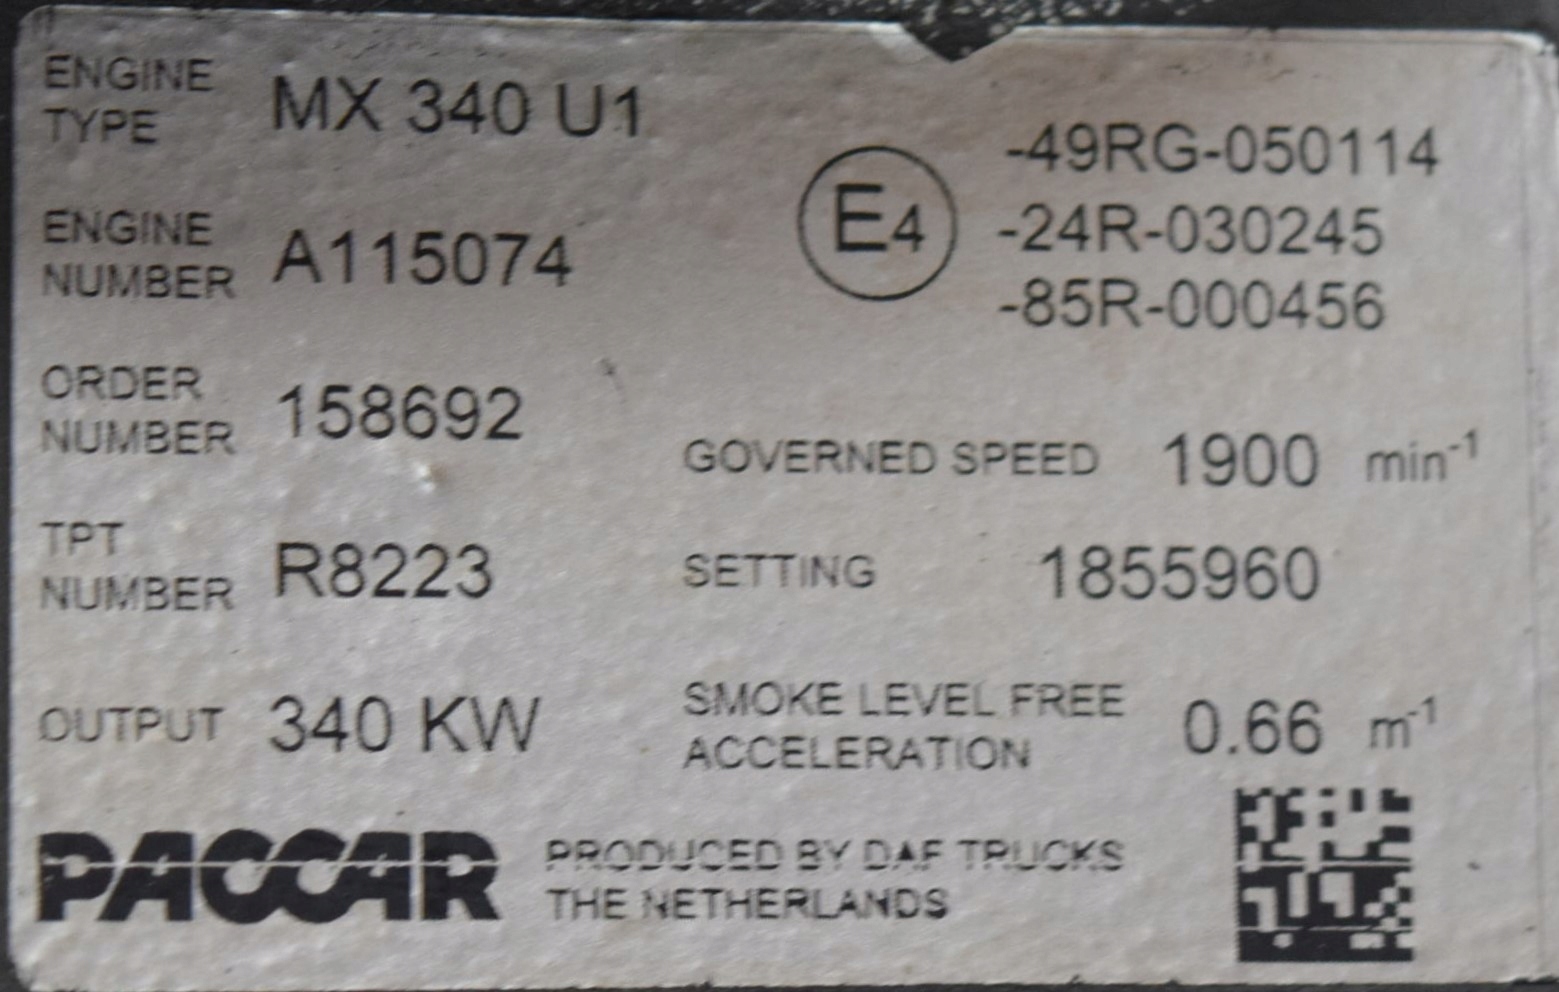 ENGINE TYPE MX 340 U1
ENGINE NUMBER A115074
ORDER NUMBER 158692
TPT NUMBER R8223
OUTPUT 340 KW
E4
-49RG-050114
-24R-030245
-85R-000456
GOVERNED SPEED 1900 min⁻¹
SETTING 1855960
SMOKE LEVEL FREE
ACCELERATION 0.66 m⁻¹
PACCAR
PRODUCED BY DAF TRUCKS
THE NETHERLANDS